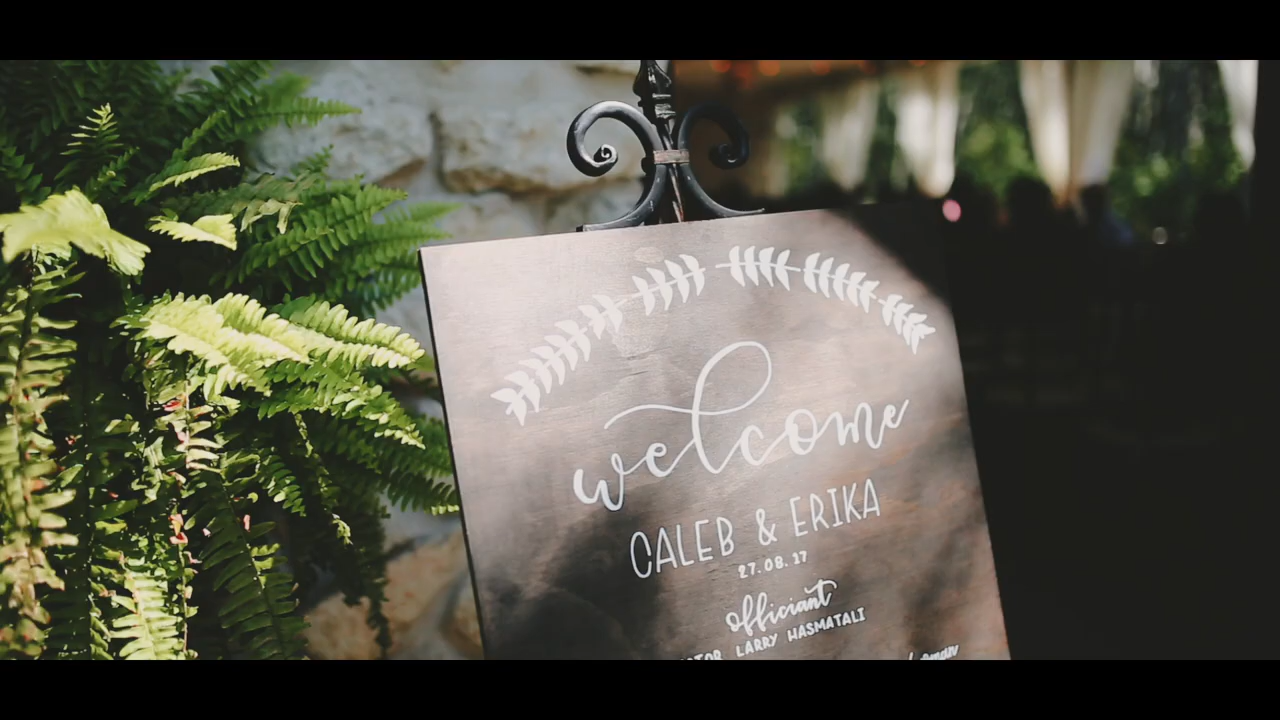 welcome
CALEB & ERIKA
27.08.17
officiant
LARRY HASMATALI